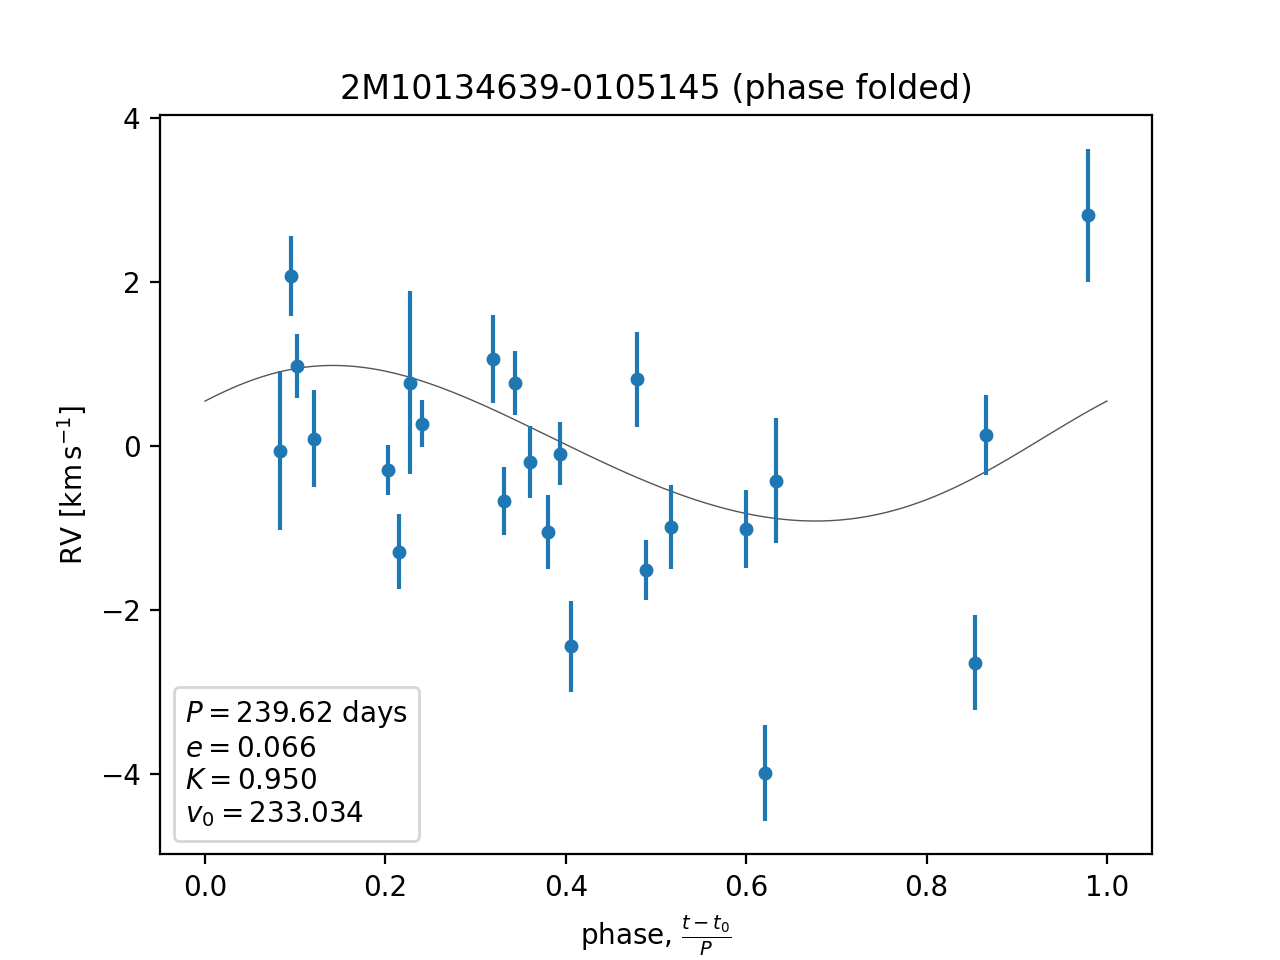 2M10134639-0105145 (phase folded)
4
2
0
−2
−4
RV [km s⁻¹]
P = 239.62 days
e = 0.066
K = 0.950
v₀ = 233.034
0.0 0.2 0.4 0.6 0.8 1.0
phase, (t − t₀)/P